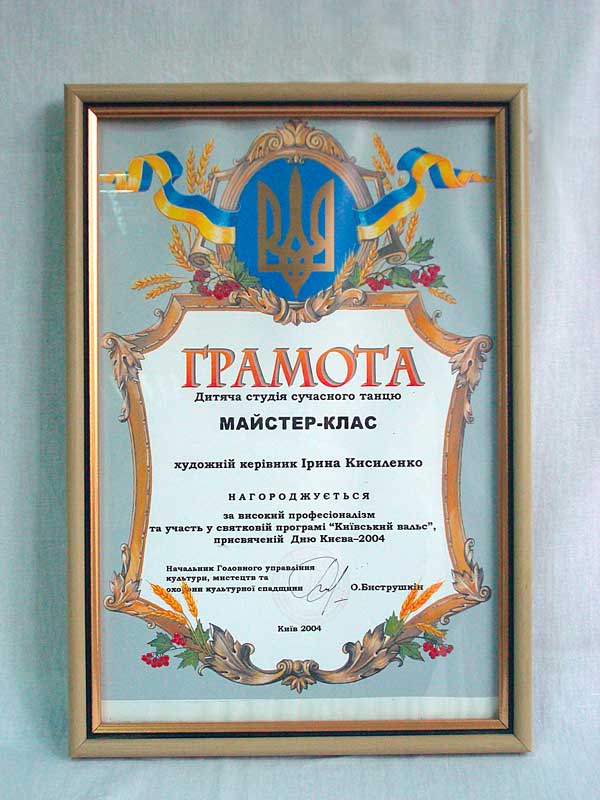 ГРАМОТА
Дитяча студія сучасного танцю
МАЙСТЕР-КЛАС
художній керівник Ірина Кисиленко
НАГОРОДЖУЄТЬСЯ
за високий професіоналізм
та участь у святковій програмі “Київський вальс”,
присвяченій Дню Києва–2004
Начальник Головного управління
культури, мистецтв та
охорони культурної спадщини О.Биструшкін
Київ 2004